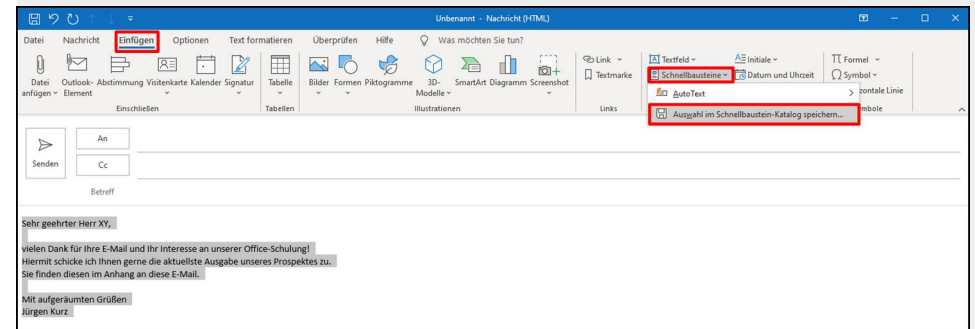 Unbenannt - Nachricht (HTML)
Datei Nachricht Einfügen Optionen Text formatieren Überprüfen Hilfe Was möchten Sie tun?
Datei anfügen
Outlook-Element
Abstimmung
Visitenkarte
Kalender
Signatur
Einschließen
Tabelle
Tabellen
Bilder
Formen
Piktogramme
3D-Modelle
SmartArt
Diagramm
Screenshot
Illustrationen
Link
Textmarke
Links
Textfeld
Schnellbausteine
Initiale
Datum und Uhrzeit
Formel
Symbol
zontale Linie
mbole
AutoText
Auswahl im Schnellbaustein-Katalog speichern...
Senden
An
Cc
Betreff
Sehr geehrter Herr XY,
vielen Dank für Ihre E-Mail und Ihr Interesse an unserer Office-Schulung!
Hiermit schicke ich Ihnen gerne die aktuellste Ausgabe unseres Prospektes zu.
Sie finden diesen im Anhang an diese E-Mail.
Mit aufgeräumten Grüßen
Jürgen Kurz